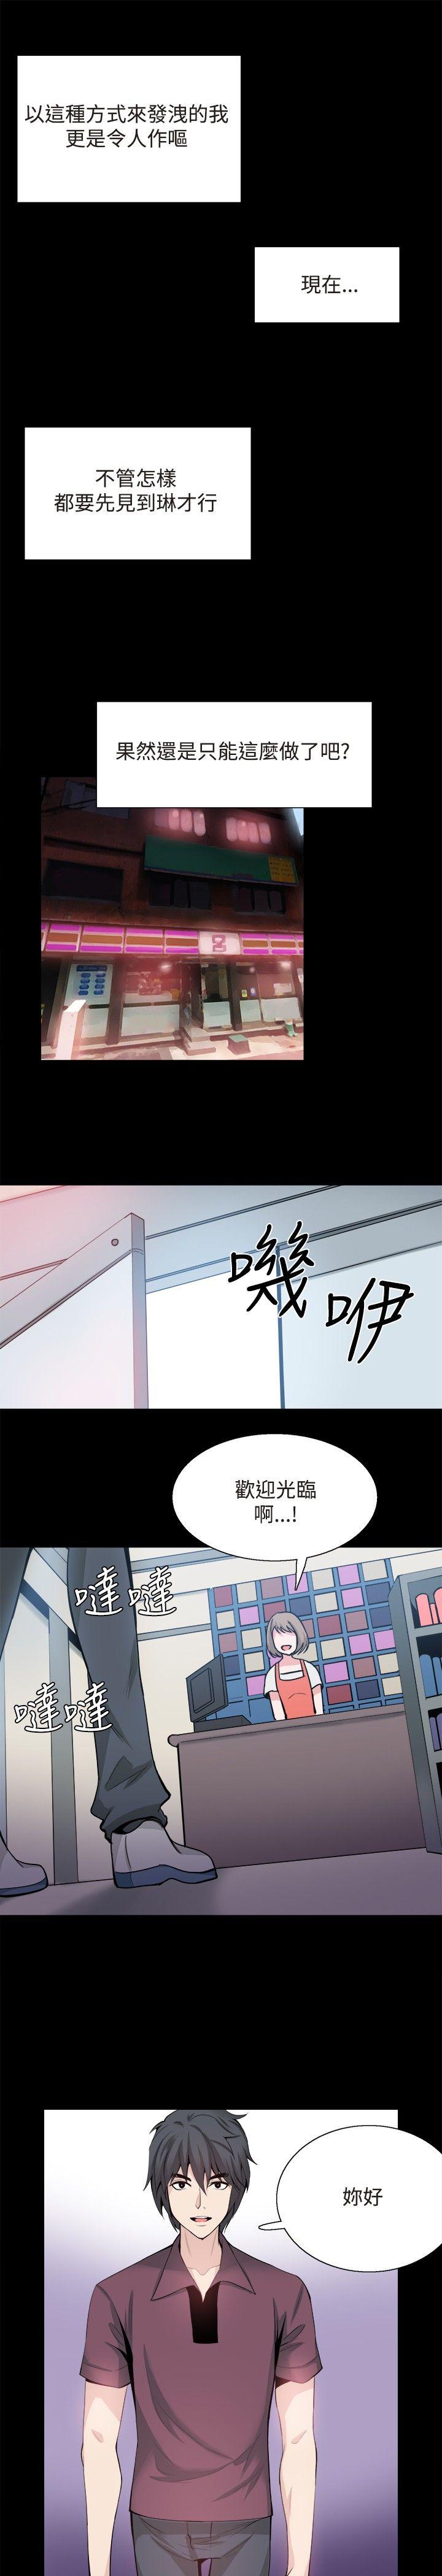 以這種方式來發洩的我
更是令人作嘔
現在...
不管怎樣
都要先見到琳才行
果然還是只能這麼做了吧?
嘰咿
歡迎光臨
啊...!
噠噠
噠噠
妳好